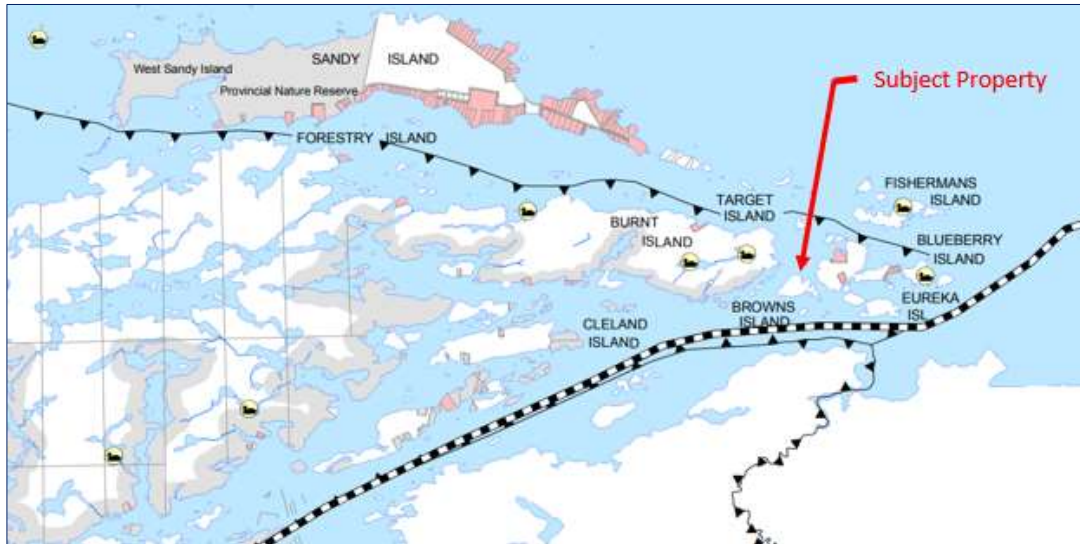 SANDY ISLAND
West Sandy Island
Provincial Nature Reserve
Subject Property
FORESTRY ISLAND
FISHERMANS
ISLAND
TARGET
ISLAND
BURNT
ISLAND
BLUEBERRY
ISLAND
EUREKA
ISL
BROWNS
ISLAND
CLELAND
ISLAND